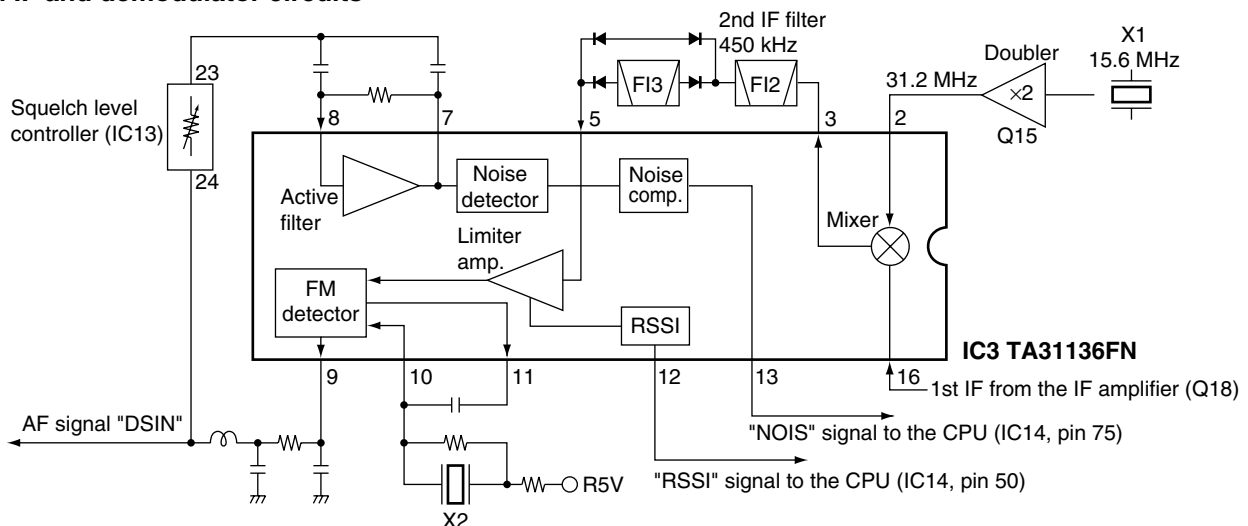 2nd IF filter
450 kHz
X1
15.6 MHz
Doubler
×2
Q15
31.2 MHz
FI3
FI2
23
Squelch level
controller (IC13)
24
8
7
5
3
2
Active
filter
Noise
detector
Noise
comp.
Mixer
Limiter
amp.
FM
detector
RSSI
IC3 TA31136FN
9
10
11
12
13
16
1st IF from the IF amplifier (Q18)
AF signal "DSIN"
"NOIS" signal to the CPU (IC14, pin 75)
"RSSI" signal to the CPU (IC14, pin 50)
R5V
X2